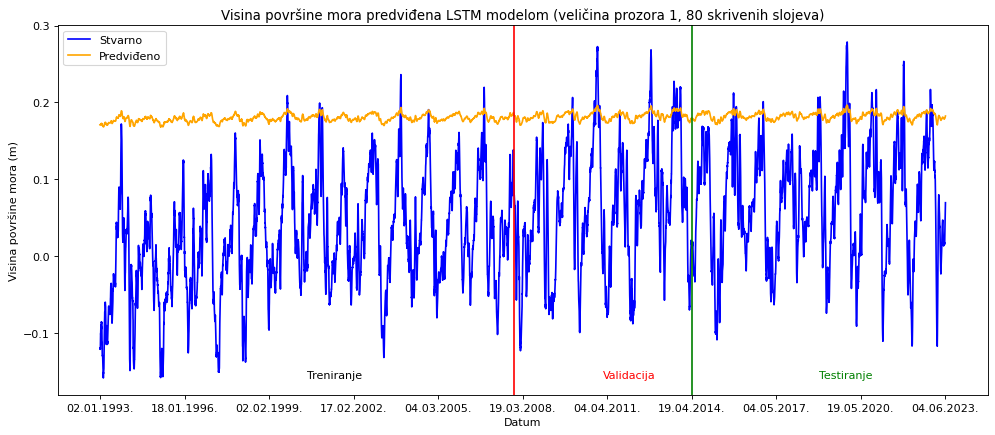 Visina površine mora predviđena LSTM modelom (veličina prozora 1, 80 skrivenih slojeva)
Stvarno
Predviđeno
Visina površine mora (m)
0.3
0.2
0.1
0.0
−0.1
Treniranje
Validacija
Testiranje
02.01.1993.
18.01.1996.
02.02.1999.
17.02.2002.
04.03.2005.
19.03.2008.
04.04.2011.
19.04.2014.
04.05.2017.
19.05.2020.
04.06.2023.
Datum